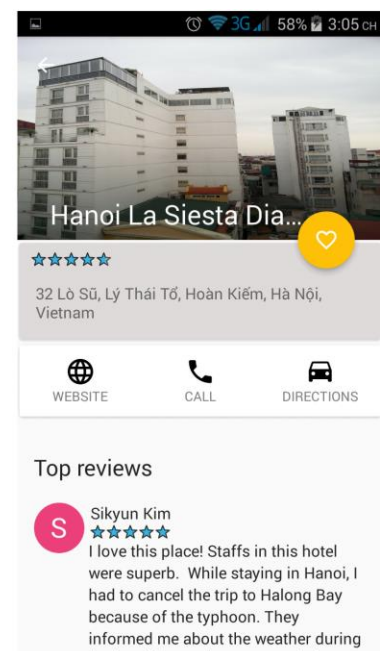 3G 58% 3:05 CH
Hanoi La Siesta Dia...
32 Lò Sũ, Lý Thái Tổ, Hoàn Kiếm, Hà Nội,
Vietnam
WEBSITE CALL DIRECTIONS
Top reviews
S
Sikyun Kim
I love this place! Staffs in this hotel
were superb. While staying in Hanoi, I
had to cancel the trip to Halong Bay
because of the typhoon. They
informed me about the weather during